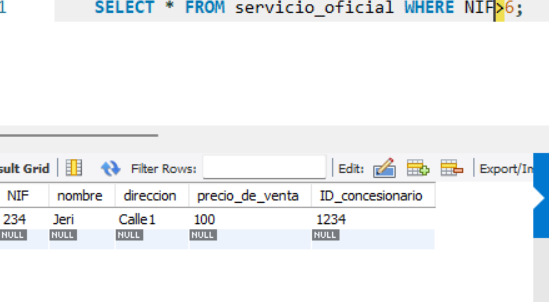 1 SELECT * FROM servicio_oficial WHERE NIF>6;
sult Grid Filter Rows: Edit: Export/Im
NIF nombre direccion precio_de_venta ID_concesionario
234 Jeri Calle1 100 1234
NULL NULL NULL NULL NULL